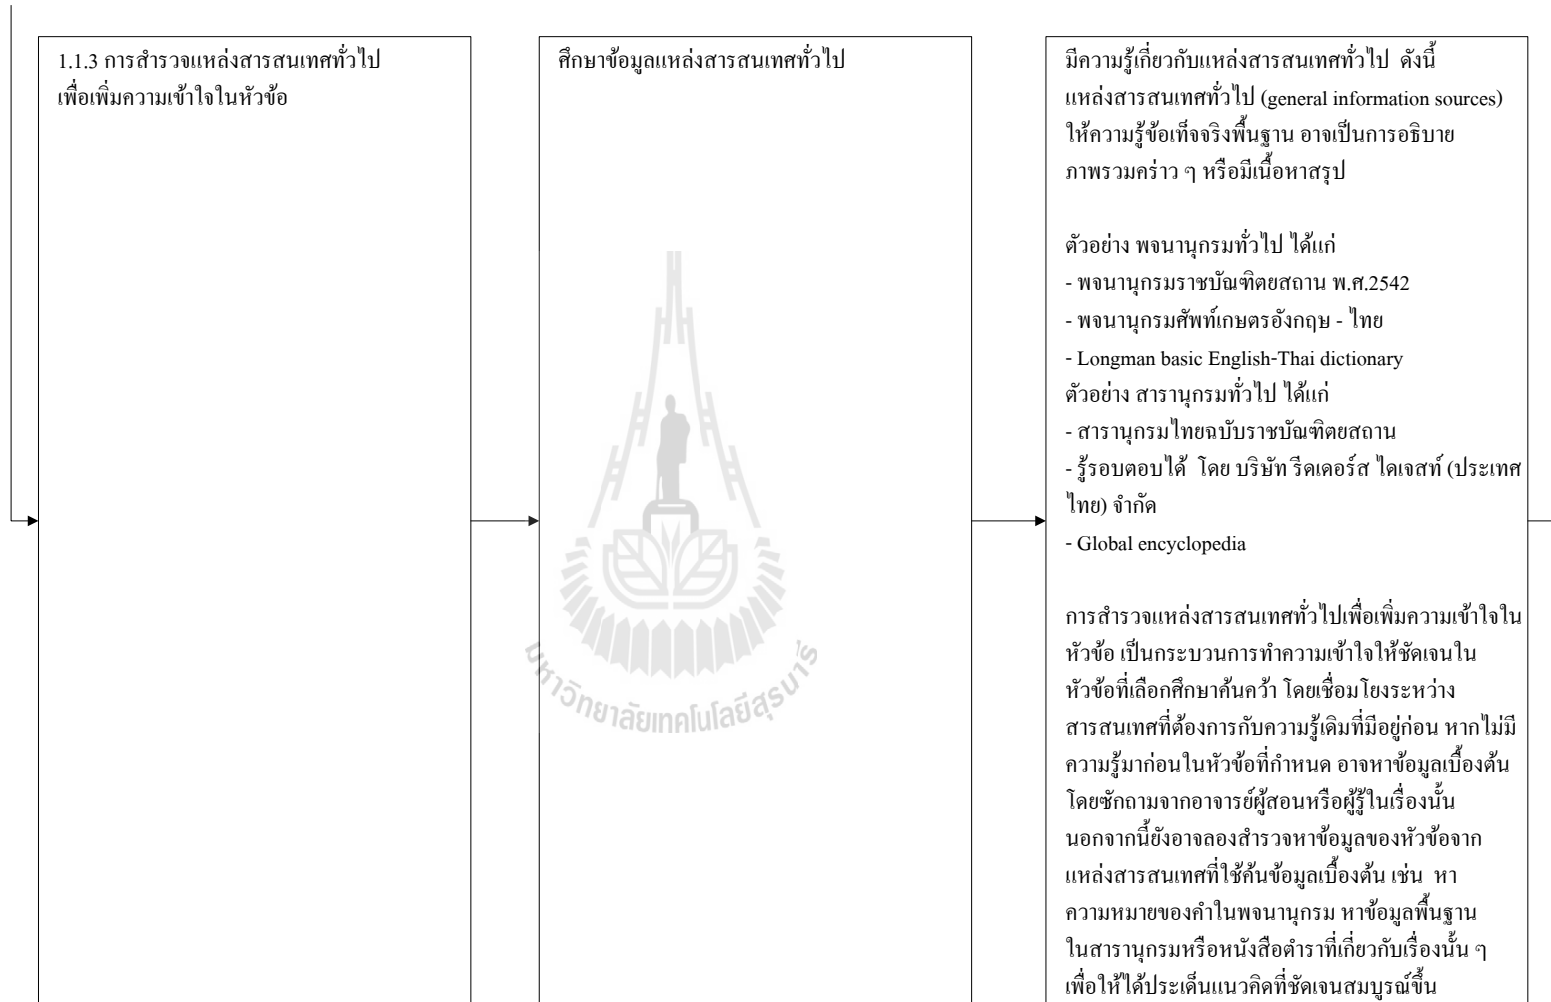 1.1.3 การสำรวจแหล่งสารสนเทศทั่วไป
เพื่อเพิ่มความเข้าใจในหัวข้อ
ศึกษาข้อมูลแหล่งสารสนเทศทั่วไป
มีความรู้เกี่ยวกับแหล่งสารสนเทศทั่วไป ดังนี้
แหล่งสารสนเทศทั่วไป (general information sources)
ให้ความรู้ข้อเท็จจริงพื้นฐาน อาจเป็นการอธิบาย
ภาพรวมคร่าว ๆ หรือมีเนื้อหาสรุป
ตัวอย่าง พจนานุกรมทั่วไป ได้แก่
- พจนานุกรมราชบัณฑิตยสถาน พ.ศ.2542
- พจนานุกรมศัพท์เกษตรอังกฤษ - ไทย
- Longman basic English-Thai dictionary
ตัวอย่าง สารานุกรมทั่วไป ได้แก่
- สารานุกรมไทยฉบับราชบัณฑิตยสถาน
- รู้รอบตอบได้ โดย บริษัท รีดเดอร์ส ไดเจสท์ (ประเทศ
ไทย) จำกัด
- Global encyclopedia
การสำรวจแหล่งสารสนเทศทั่วไปเพื่อเพิ่มความเข้าใจใน
หัวข้อ เป็นกระบวนการทำความเข้าใจให้ชัดเจนใน
หัวข้อที่เลือกศึกษาค้นคว้า โดยเชื่อมโยงระหว่าง
สารสนเทศที่ต้องการกับความรู้เดิมที่มีอยู่ก่อน หากไม่มี
ความรู้มาก่อนในหัวข้อที่กำหนด อาจหาข้อมูลเบื้องต้น
โดยซักถามจากอาจารย์ผู้สอนหรือผู้รู้ในเรื่องนั้น
นอกจากนี้ยังอาจลองสำรวจหาข้อมูลของหัวข้อจาก
แหล่งสารสนเทศที่ใช้ค้นข้อมูลเบื้องต้น เช่น หา
ความหมายของคำในพจนานุกรม หาข้อมูลพื้นฐาน
ในสารานุกรมหรือหนังสือตำราที่เกี่ยวกับเรื่องนั้น ๆ
เพื่อให้ได้ประเด็นแนวคิดที่ชัดเจนสมบูรณ์ขึ้น
มหาวิทยาลัยเทคโนโลยีสุรนารี